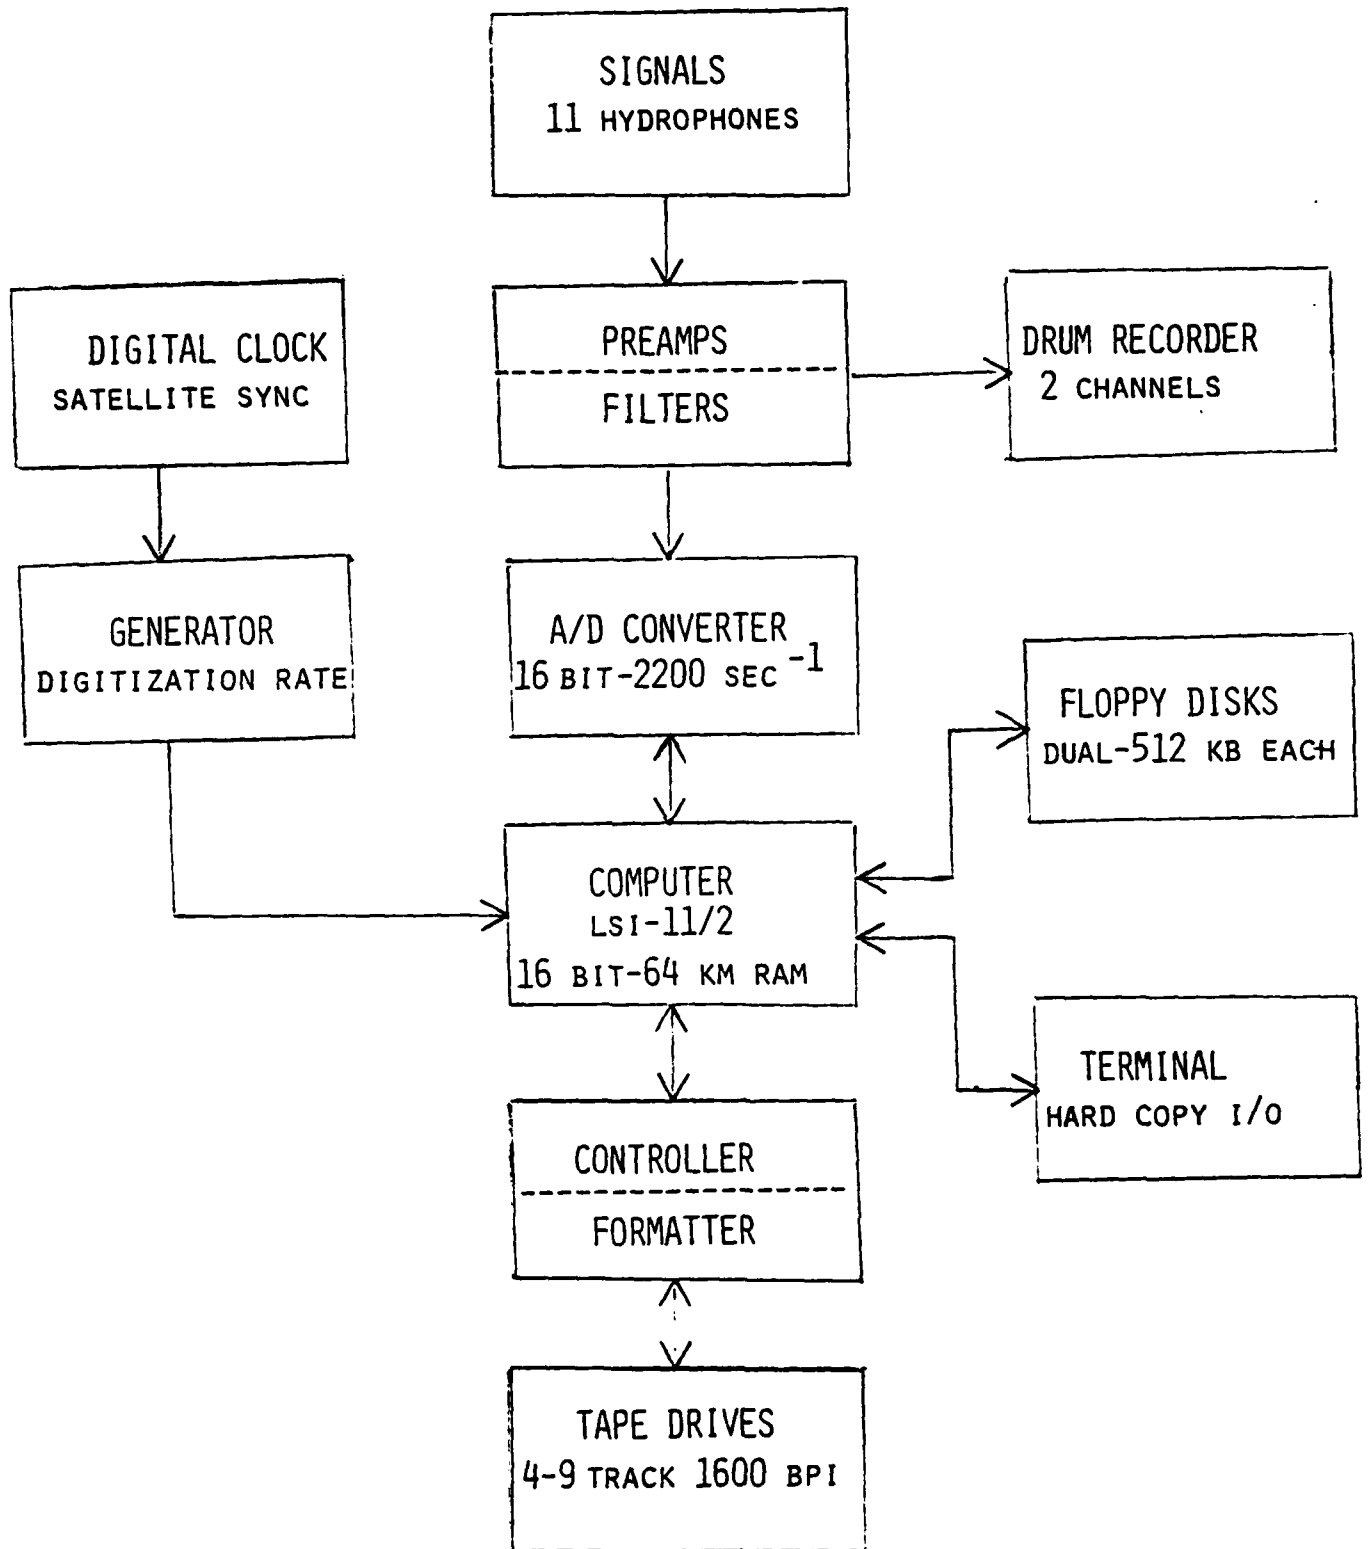 SIGNALS
11 HYDROPHONES
DIGITAL CLOCK
SATELLITE SYNC
PREAMPS
FILTERS
DRUM RECORDER
2 CHANNELS
GENERATOR
DIGITIZATION RATE
A/D CONVERTER
16 BIT-2200 SEC⁻¹
FLOPPY DISKS
DUAL-512 KB EACH
COMPUTER
LSI-11/2
16 BIT-64 KM RAM
TERMINAL
HARD COPY I/O
CONTROLLER
FORMATTER
TAPE DRIVES
4-9 TRACK 1600 BPI